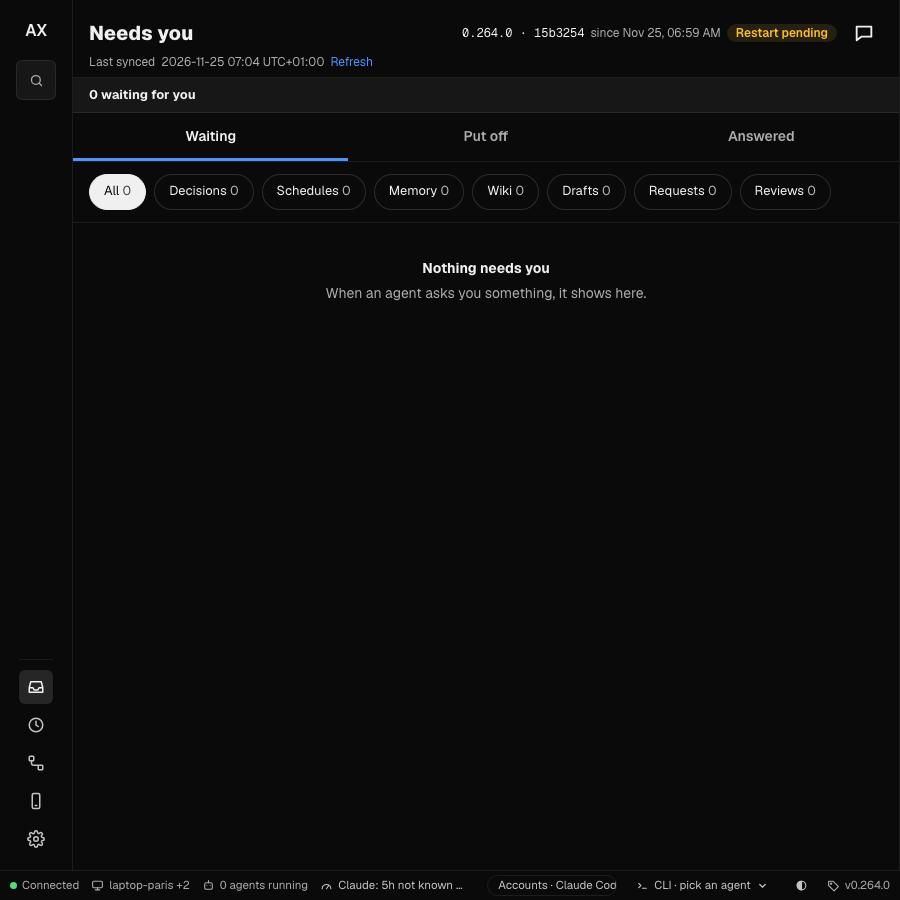 AX
Needs you
0.264.0 · 15b3254 since Nov 25, 06:59 AM Restart pending
Last synced 2026-11-25 07:04 UTC+01:00 Refresh
0 waiting for you
Waiting Put off Answered
All 0 Decisions 0 Schedules 0 Memory 0 Wiki 0 Drafts 0 Requests 0 Reviews 0
Nothing needs you
When an agent asks you something, it shows here.
Connected laptop-paris +2 0 agents running Claude: 5h not known … Accounts · Claude Cod CLI · pick an agent v0.264.0